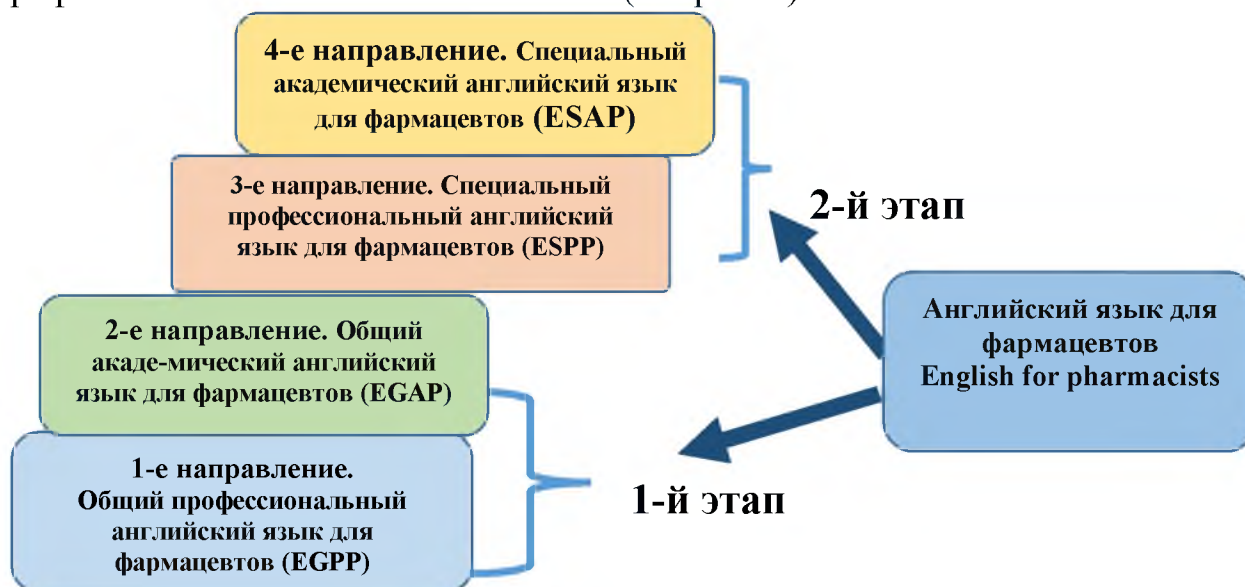 4-е направление. Специальный
академический английский язык
для фармацевтов (ESAP)
3-е направление. Специальный
профессиональный английский
язык для фармацевтов (ESPP)
2-й этап
Английский язык для
фармацевтов
English for pharmacists
2-е направление. Общий
акаде-мический английский
язык для фармацевтов (EGAP)
1-е направление.
Общий профессиональный
английский язык для
фармацевтов (EGPP)
1-й этап